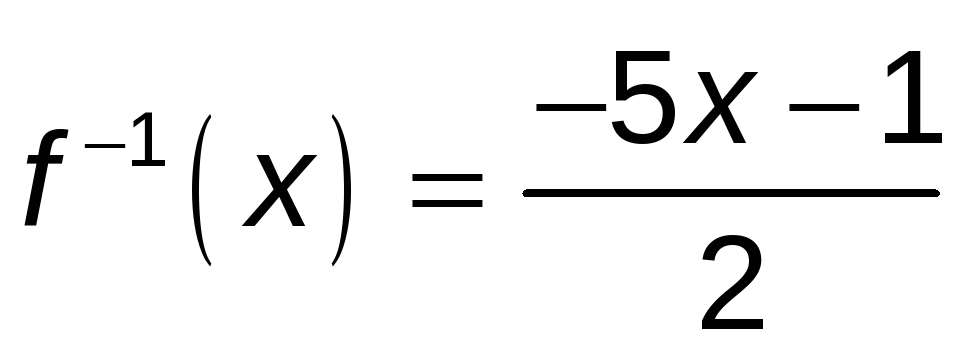 f⁻¹(x) = (−5x − 1)/2